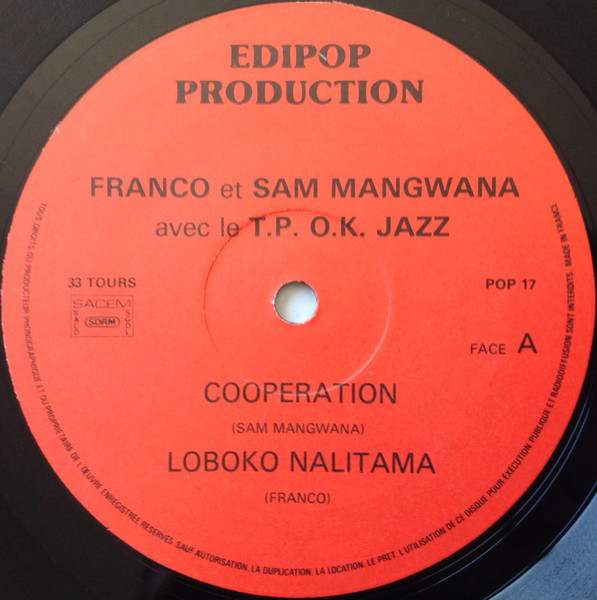 EDIPOP
PRODUCTION
FRANCO et SAM MANGWANA
avec le T.P. O.K. JAZZ
33 TOURS
POP 17
SACEM
SACD
SDRM
SGDL
FACE A
COOPERATION
(SAM MANGWANA)
LOBOKO NALITAMA
(FRANCO)
TOUS DROITS DU PRODUCTEUR PHONOGRAPHIQUE ET DU PROPRIETAIRE DE L'ŒUVRE ENREGISTREE RESERVES. SAUF AUTORISATION. LA DUPLICATION. LA LOCATION. LE PRET. L'UTILISATION DE CE DISQUE POUR EXECUTION PUBLIQUE ET RADIODIFFUSION SONT INTERDITS. MADE IN FRANCE